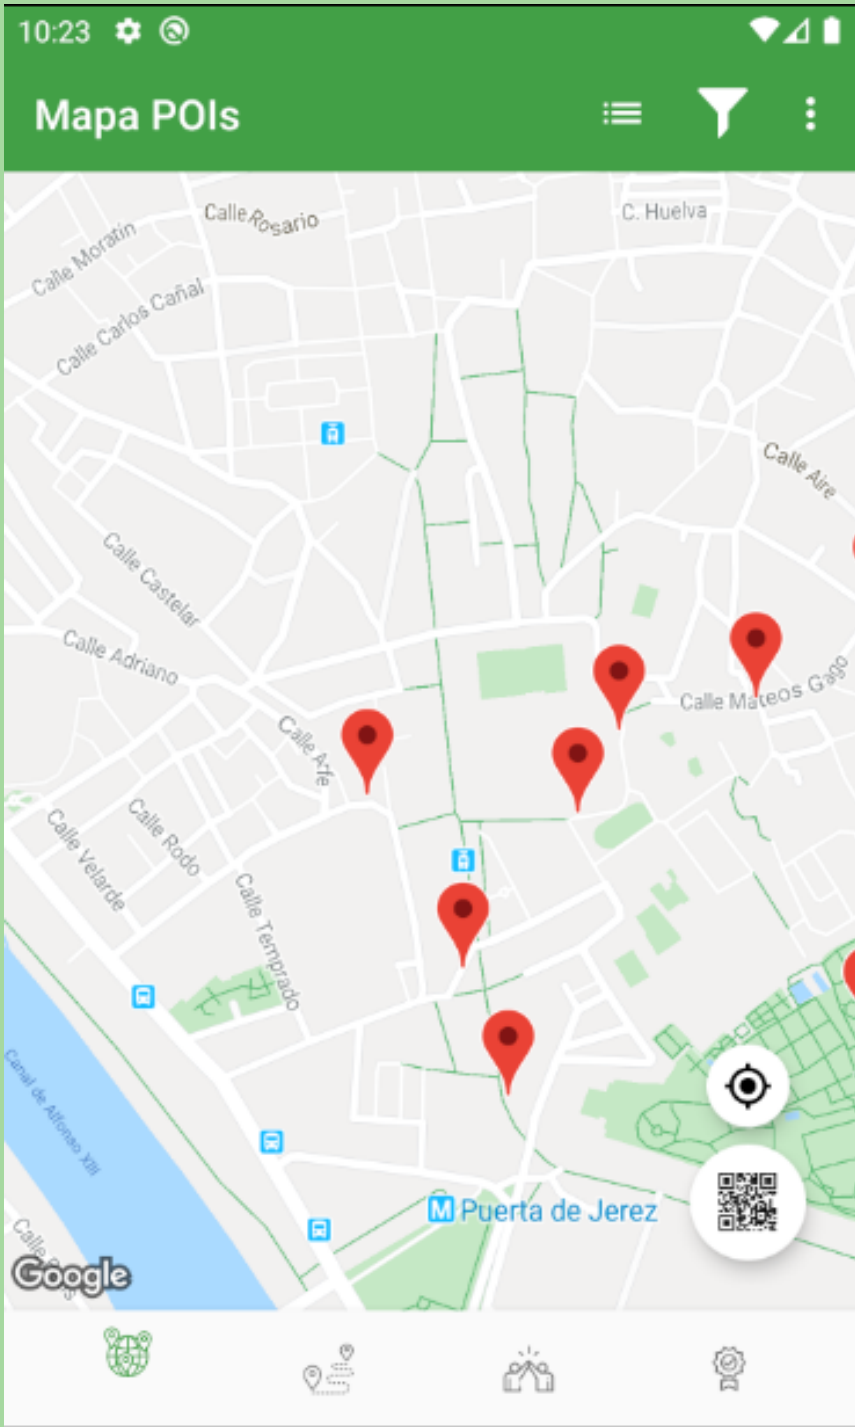 10:23
Mapa POIs
Calle Rosario
C. Huelva
Calle Moratín
Calle Carlos Cañal
Calle Aire
Calle Castelar
Calle Adriano
Calle Mateos Gago
Calle Arfe
Calle Rodo
Calle Velarde
Calle Temprado
Canal de Alfonso XIII
M Puerta de Jerez
Calle
Google